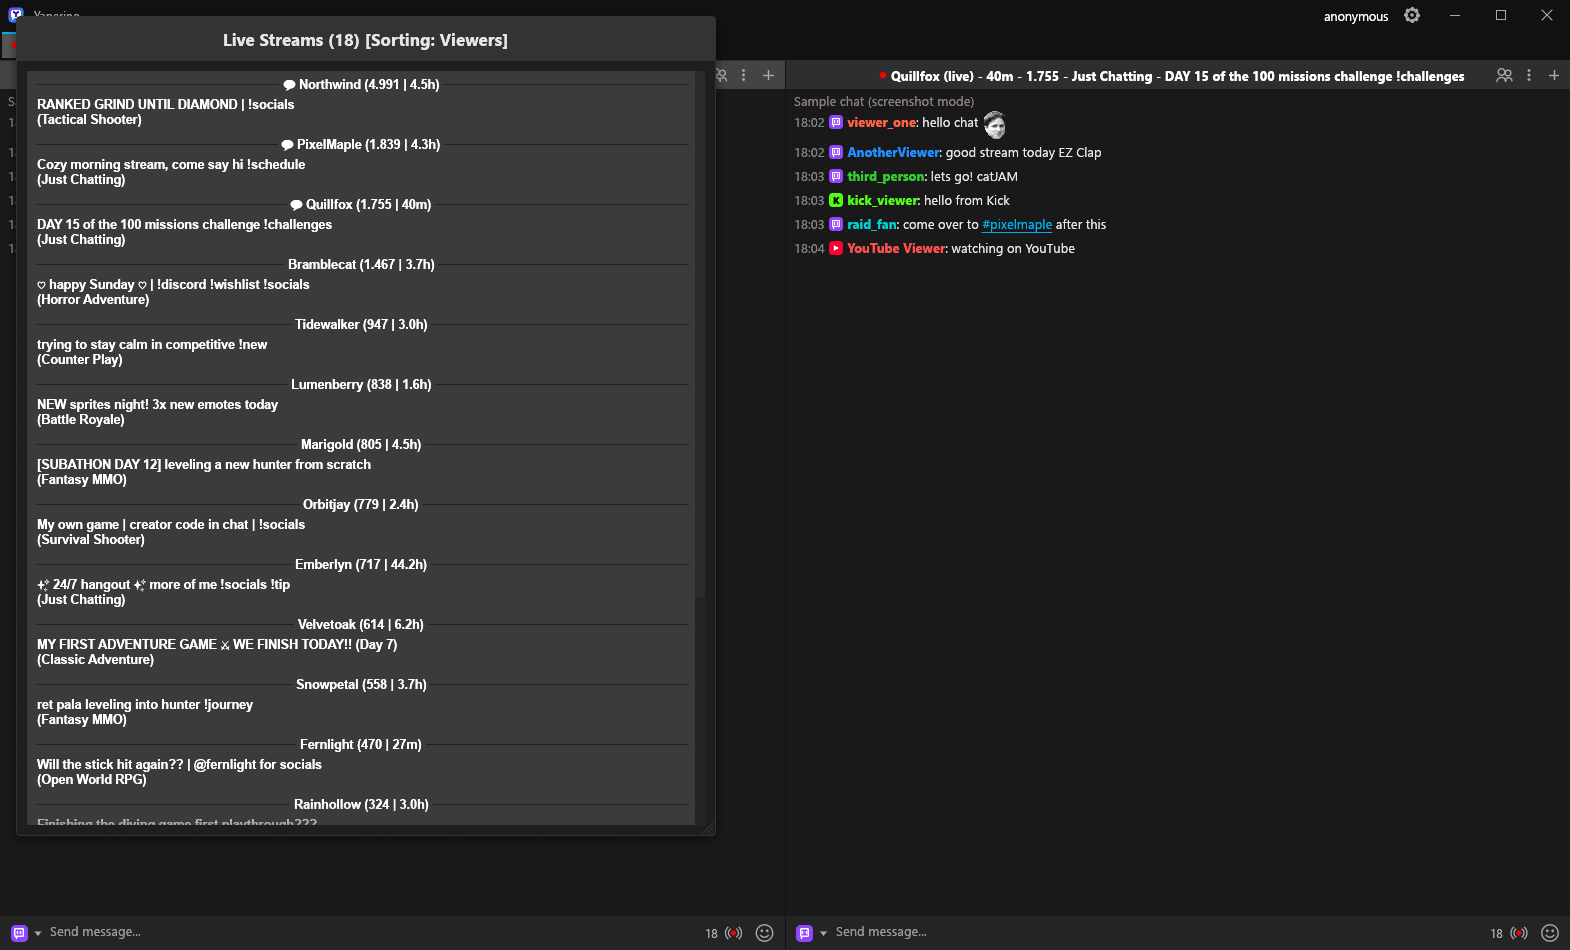 Yanerino
anonymous
Live Streams (18) [Sorting: Viewers]
Northwind (4.991 | 4.5h)
RANKED GRIND UNTIL DIAMOND | !socials
(Tactical Shooter)
PixelMaple (1.839 | 4.3h)
Cozy morning stream, come say hi !schedule
(Just Chatting)
Quillfox (1.755 | 40m)
DAY 15 of the 100 missions challenge !challenges
(Just Chatting)
Bramblecat (1.467 | 3.7h)
♡ happy Sunday ♡ | !discord !wishlist !socials
(Horror Adventure)
Tidewalker (947 | 3.0h)
trying to stay calm in competitive !new
(Counter Play)
Lumenberry (838 | 1.6h)
NEW sprites night! 3x new emotes today
(Battle Royale)
Marigold (805 | 4.5h)
[SUBATHON DAY 12] leveling a new hunter from scratch
(Fantasy MMO)
Orbitjay (779 | 2.4h)
My own game | creator code in chat | !socials
(Survival Shooter)
Emberlyn (717 | 44.2h)
✨ 24/7 hangout ✨ more of me !socials !tip
(Just Chatting)
Velvetoak (614 | 6.2h)
MY FIRST ADVENTURE GAME ⚔ WE FINISH TODAY!! (Day 7)
(Classic Adventure)
Snowpetal (558 | 3.7h)
ret pala leveling into hunter !journey
(Fantasy MMO)
Fernlight (470 | 27m)
Will the stick hit again?? | @fernlight for socials
(Open World RPG)
Rainhollow (324 | 3.0h)
Finishing the diving game first playthrough???
Send message...
18
Quillfox (live) - 40m - 1.755 - Just Chatting - DAY 15 of the 100 missions challenge !challenges
Sample chat (screenshot mode)
18:02 viewer_one: hello chat
18:02 AnotherViewer: good stream today EZ Clap
18:03 third_person: lets go! catJAM
18:03 kick_viewer: hello from Kick
18:03 raid_fan: come over to #pixelmaple after this
18:04 YouTube Viewer: watching on YouTube
Send message...
18